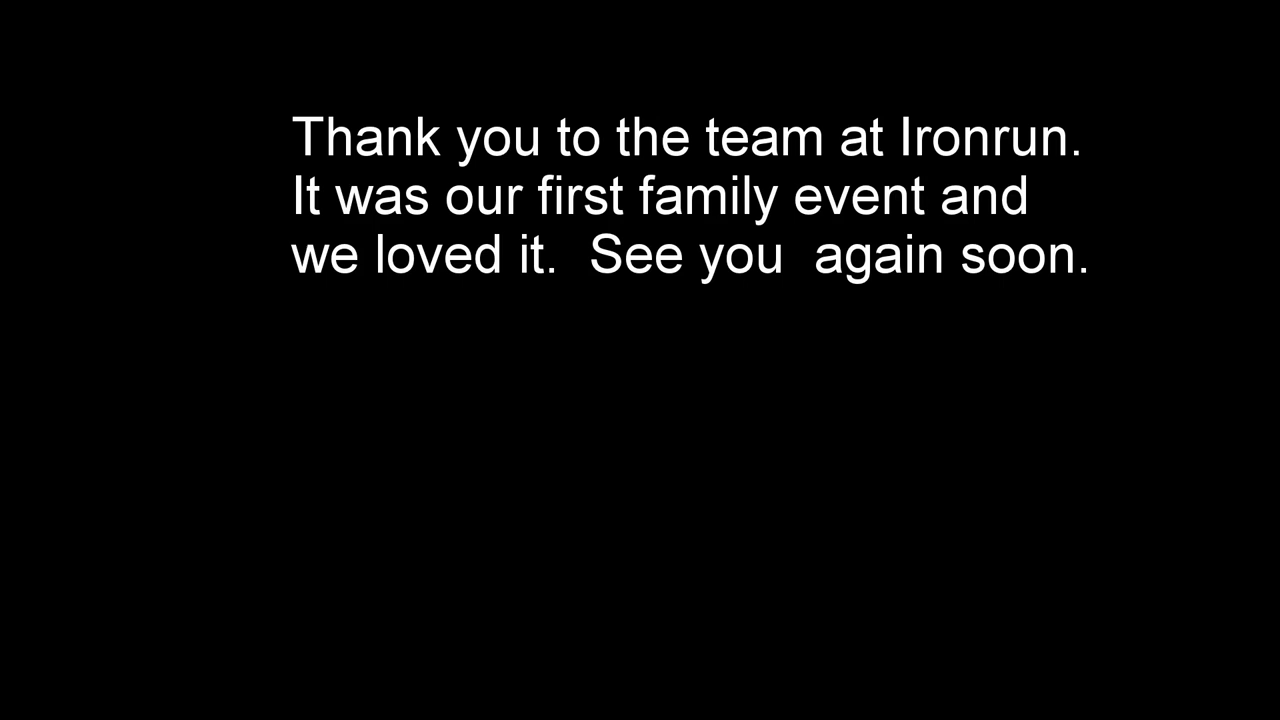 Thank you to the team at Ironrun.
It was our first family event and
we loved it.  See you  again soon.